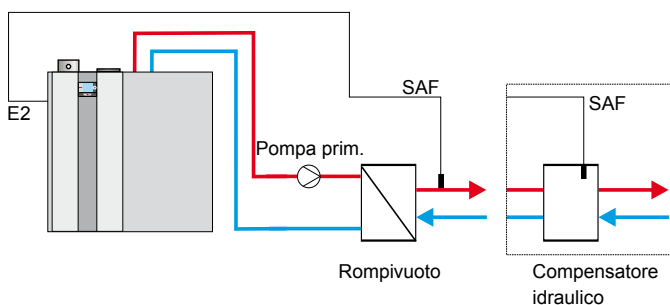 SAF
SAF
E2
Pompa prim.
Rompivuoto
Compensatore
idraulico